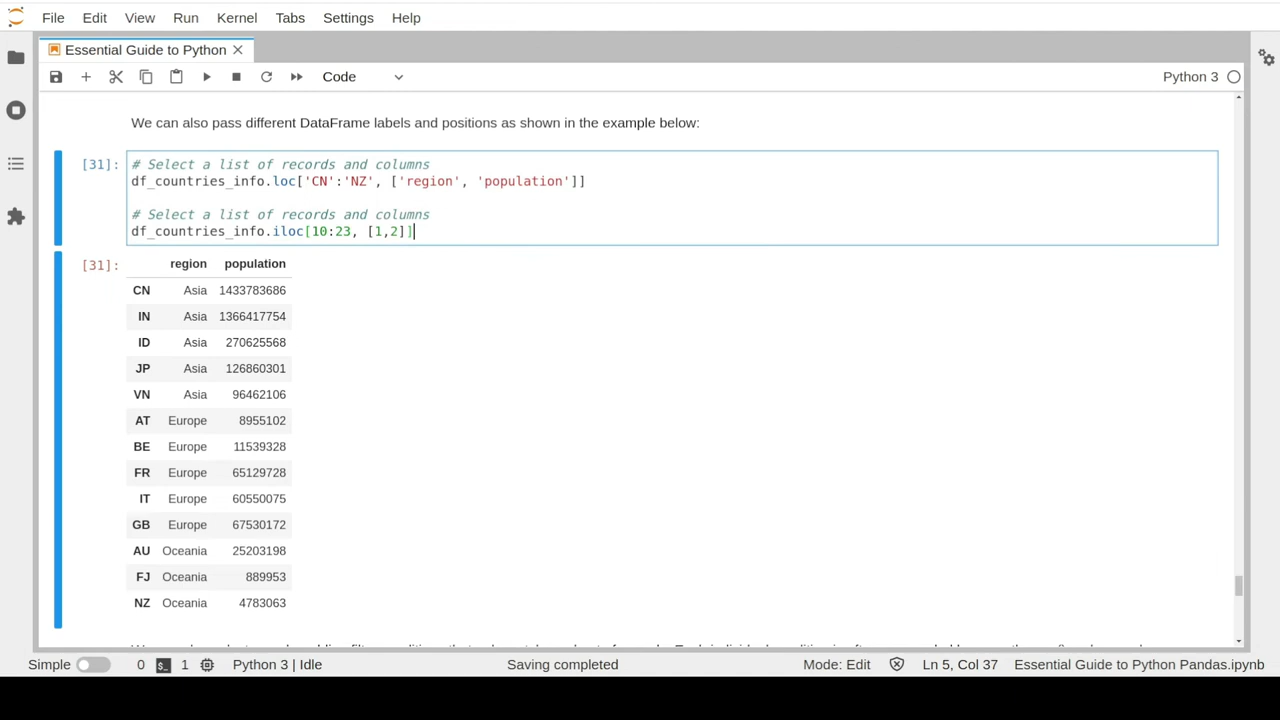 File Edit View Run Kernel Tabs Settings Help
Essential Guide to Python
Code
Python 3
We can also pass different DataFrame labels and positions as shown in the example below:
[31]: # Select a list of records and columns
df_countries_info.loc['CN':'NZ', ['region', 'population']]
# Select a list of records and columns
df_countries_info.iloc[10:23, [1,2]]
[31]: region population
CN Asia 1433783686
IN Asia 1366417754
ID Asia 270625568
JP Asia 126860301
VN Asia 96462106
AT Europe 8955102
BE Europe 11539328
FR Europe 65129728
IT Europe 60550075
GB Europe 67530172
AU Oceania 25203198
FJ Oceania 889953
NZ Oceania 4783063
Simple 0 $_ 1 Python 3 | Idle Saving completed Mode: Edit Ln 5, Col 37 Essential Guide to Python Pandas.ipynb